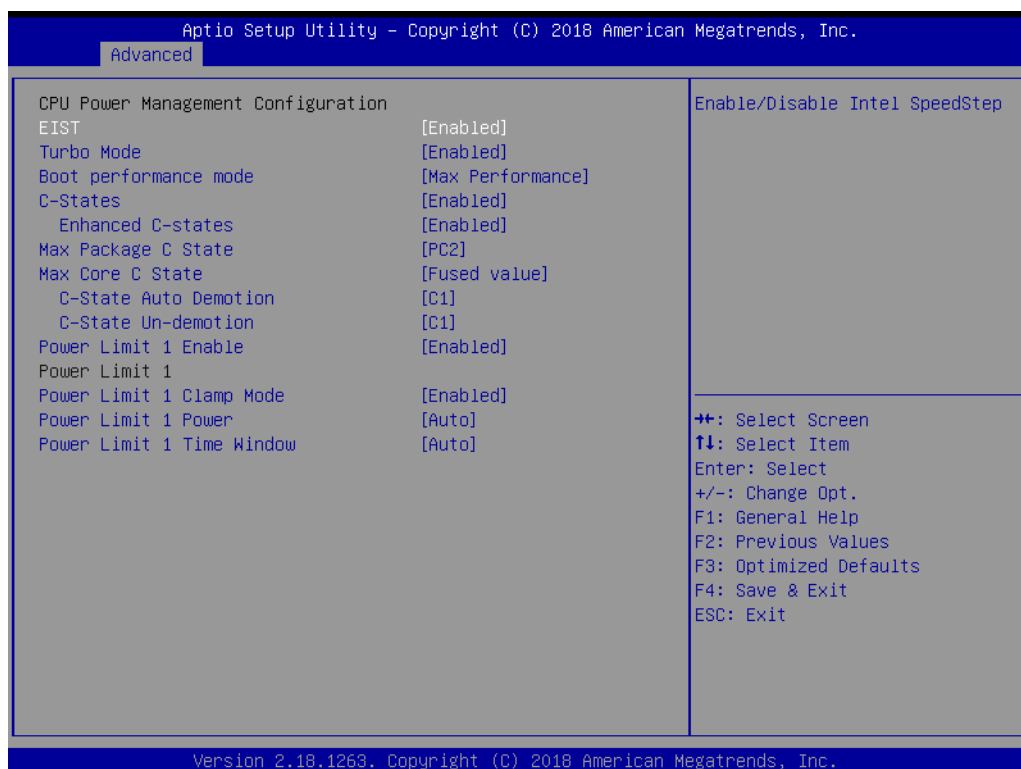 Aptio Setup Utility – Copyright (C) 2018 American Megatrends, Inc.
Advanced
CPU Power Management Configuration
EIST [Enabled]
Turbo Mode [Enabled]
Boot performance mode [Max Performance]
C-States [Enabled]
Enhanced C-states [Enabled]
Max Package C State [PC2]
Max Core C State [Fused value]
C-State Auto Demotion [C1]
C-State Un-demotion [C1]
Power Limit 1 Enable [Enabled]
Power Limit 1
Power Limit 1 Clamp Mode [Enabled]
Power Limit 1 Power [Auto]
Power Limit 1 Time Window [Auto]
Enable/Disable Intel SpeedStep
→←: Select Screen
↑↓: Select Item
Enter: Select
+/-: Change Opt.
F1: General Help
F2: Previous Values
F3: Optimized Defaults
F4: Save & Exit
ESC: Exit
Version 2.18.1263. Copyright (C) 2018 American Megatrends, Inc.